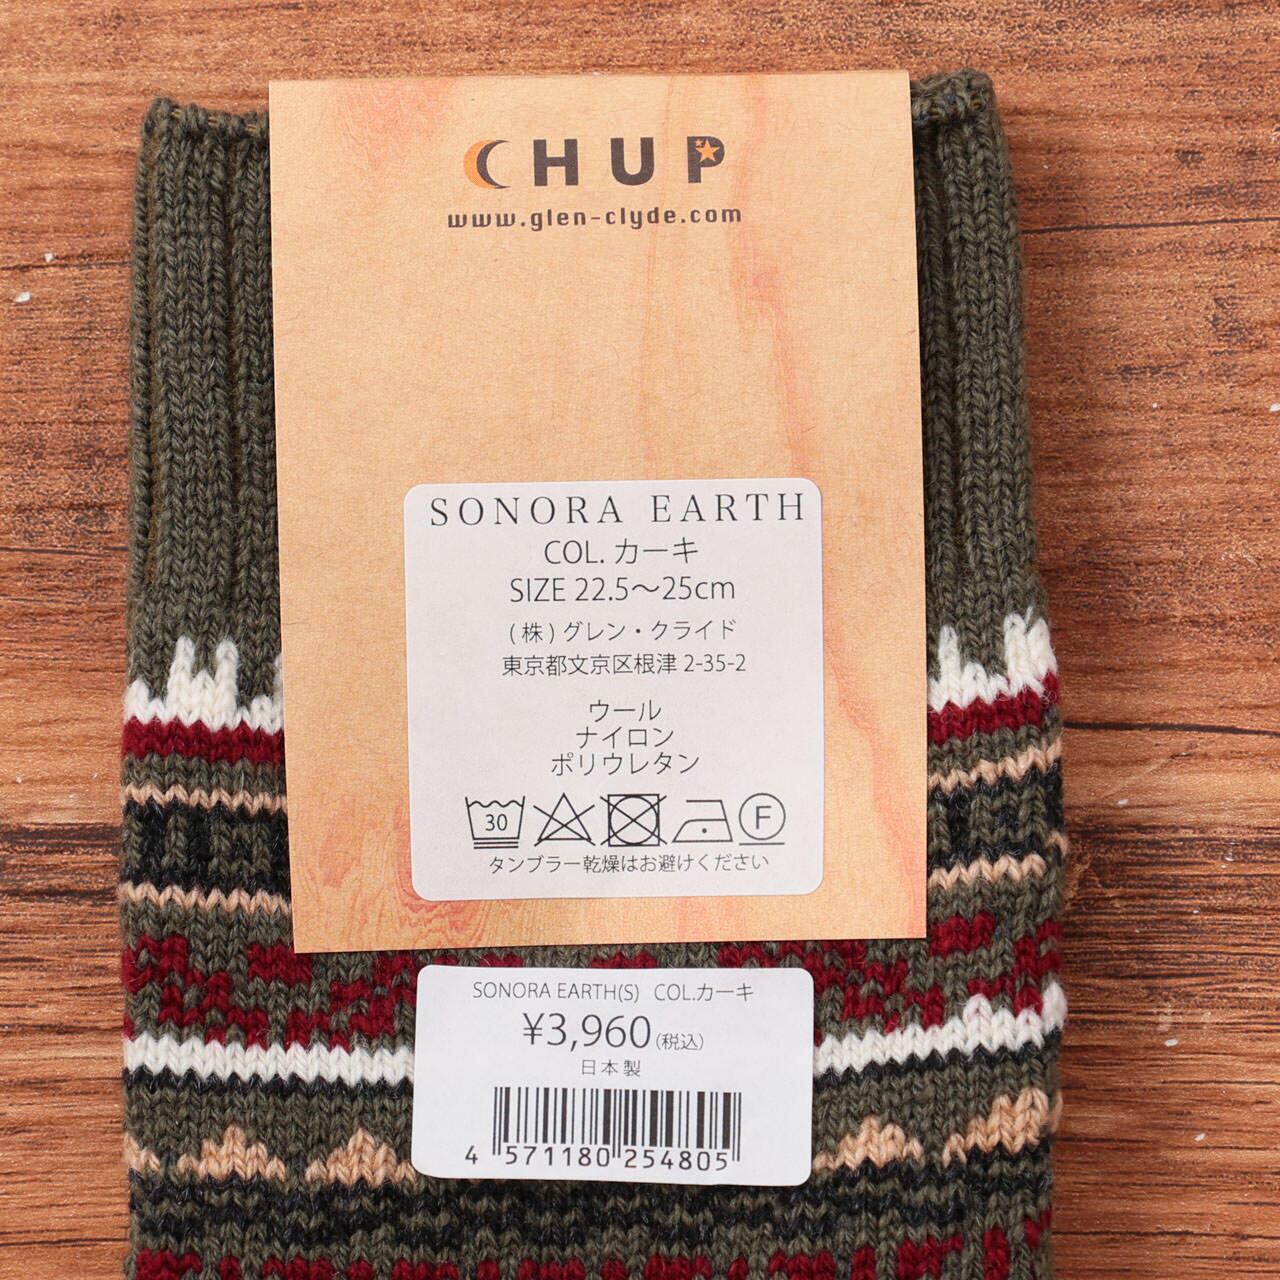 CHUP
www.glen-clyde.com
SONORA EARTH
COL. カーキ
SIZE 22.5〜25cm
(株)グレン・クライド
東京都文京区根津 2-35-2
ウール
ナイロン
ポリウレタン
30 F
タンブラー乾燥はお避けください
SONORA EARTH(S) COL.カーキ
¥3,960(税込)
日本製
4 571180 254805